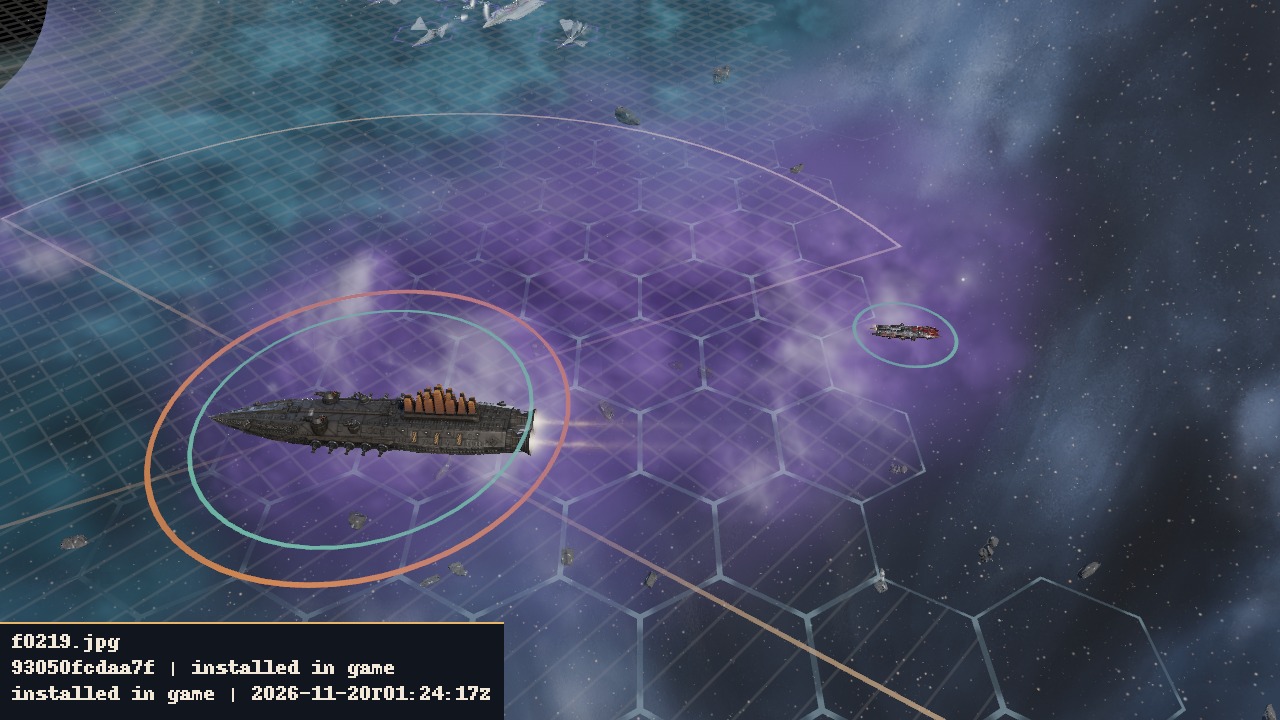 f0219.jpg
93050fcdaa7f | installed in game
installed in game | 2026-11-20T01:24:17Z